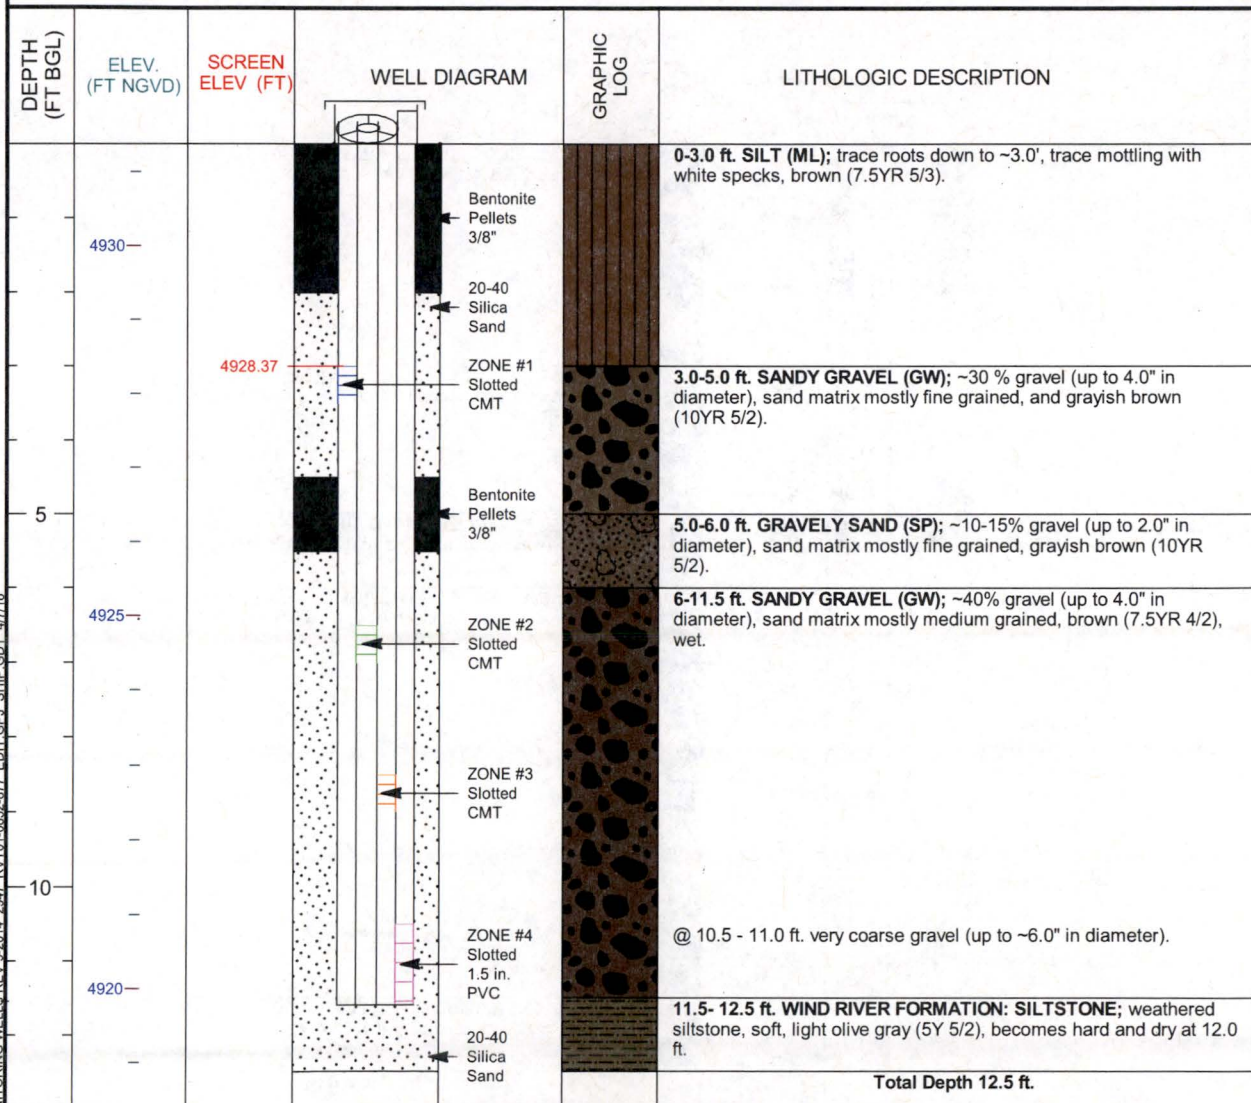 DEPTH
(FT BGL)
ELEV.
(FT NGVD)
SCREEN
ELEV (FT)
WELL DIAGRAM
GRAPHIC
LOG
LITHOLOGIC DESCRIPTION
0-3.0 ft. SILT (ML); trace roots down to ~3.0', trace mottling with
white specks, brown (7.5YR 5/3).
Bentonite
Pellets
3/8"
4930
20-40
Silica
Sand
4928.37
ZONE #1
Slotted
CMT
3.0-5.0 ft. SANDY GRAVEL (GW); ~30 % gravel (up to 4.0" in
diameter), sand matrix mostly fine grained, and grayish brown
(10YR 5/2).
Bentonite
Pellets
3/8"
5
5.0-6.0 ft. GRAVELY SAND (SP); ~10-15% gravel (up to 2.0" in
diameter), sand matrix mostly fine grained, grayish brown (10YR
5/2).
4925
6-11.5 ft. SANDY GRAVEL (GW); ~40% gravel (up to 4.0" in
diameter), sand matrix mostly medium grained, brown (7.5YR 4/2),
wet.
ZONE #2
Slotted
CMT
ZONE #3
Slotted
CMT
10
ZONE #4
Slotted
1.5 in.
PVC
@ 10.5 - 11.0 ft. very coarse gravel (up to ~6.0" in diameter).
4920
11.5- 12.5 ft. WIND RIVER FORMATION: SILTSTONE; weathered
siltstone, soft, light olive gray (5Y 5/2), becomes hard and dry at 12.0
ft.
20-40
Silica
Sand
Total Depth 12.5 ft.